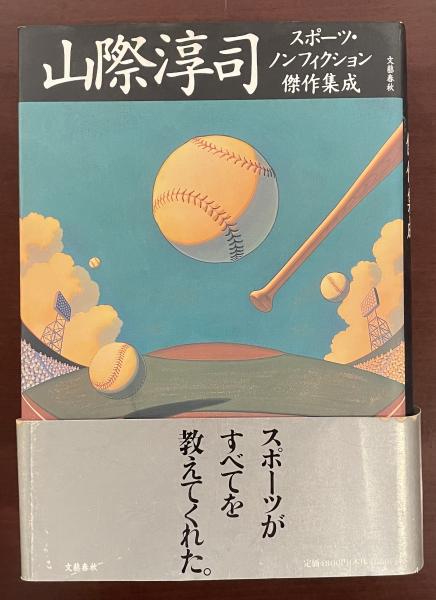 山際淳司
スポーツ・
ノンフィクション
傑作集成
文藝春秋
スポーツが
すべてを
教えてくれた。
文藝春秋